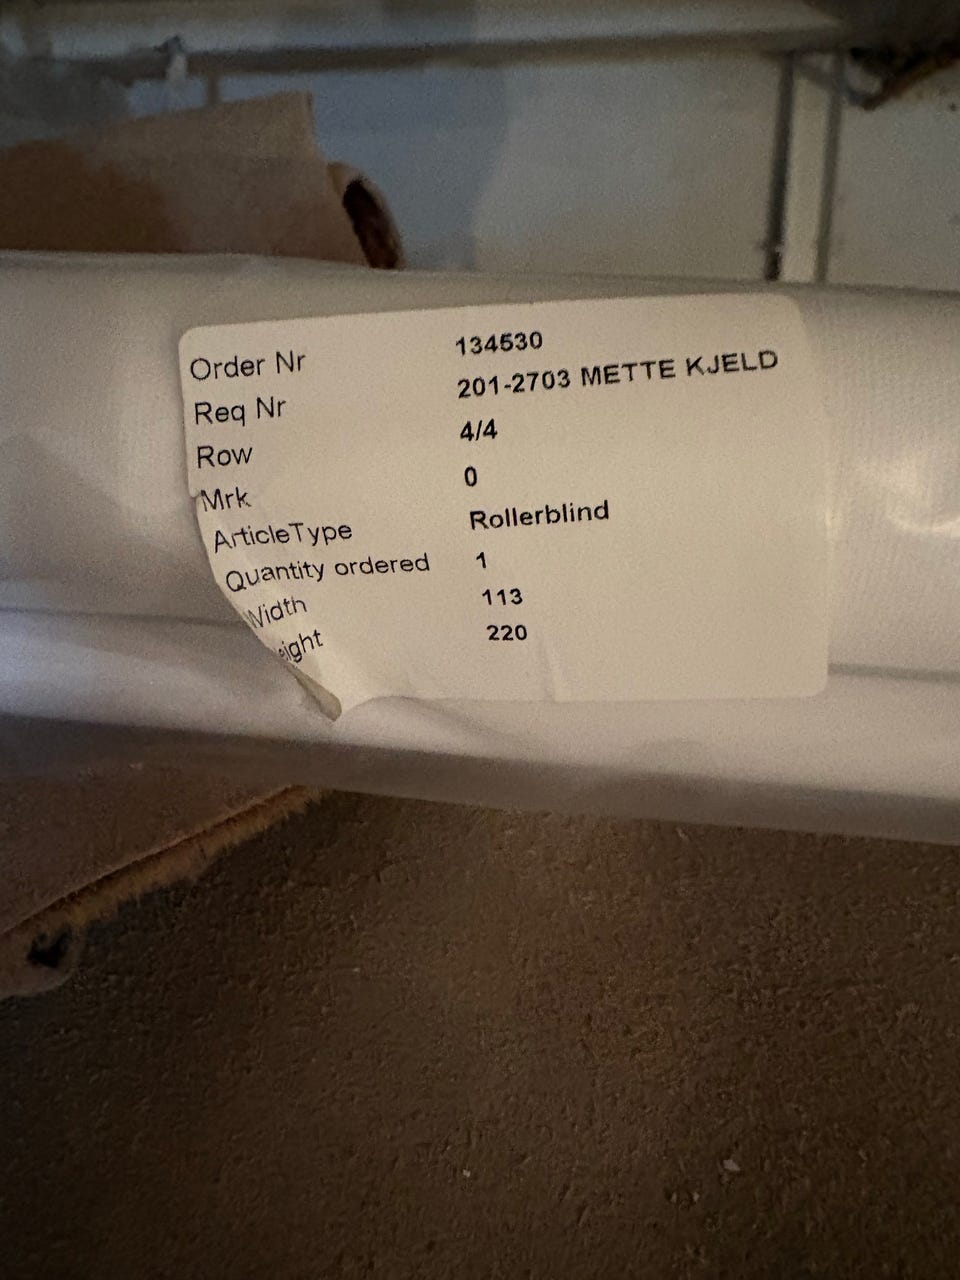 Order Nr 134530
Req Nr 201-2703 METTE KJELD
Row 4/4
Mrk 0
ArticleType Rollerblind
Quantity ordered 1
Width 113
eight 220